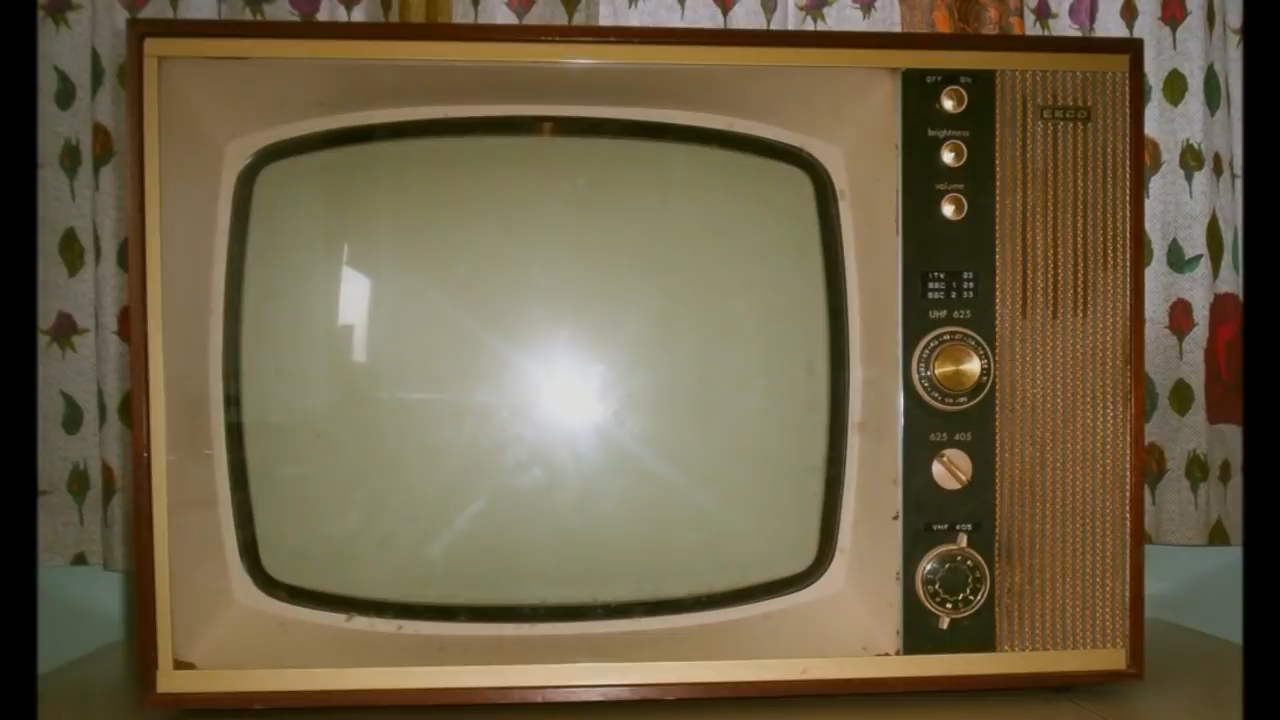 OFF ON
EKCO
brightness
volume
ITV 23
BBC 1 26
BBC 2 33
UHF 625
625 405
VHF 405